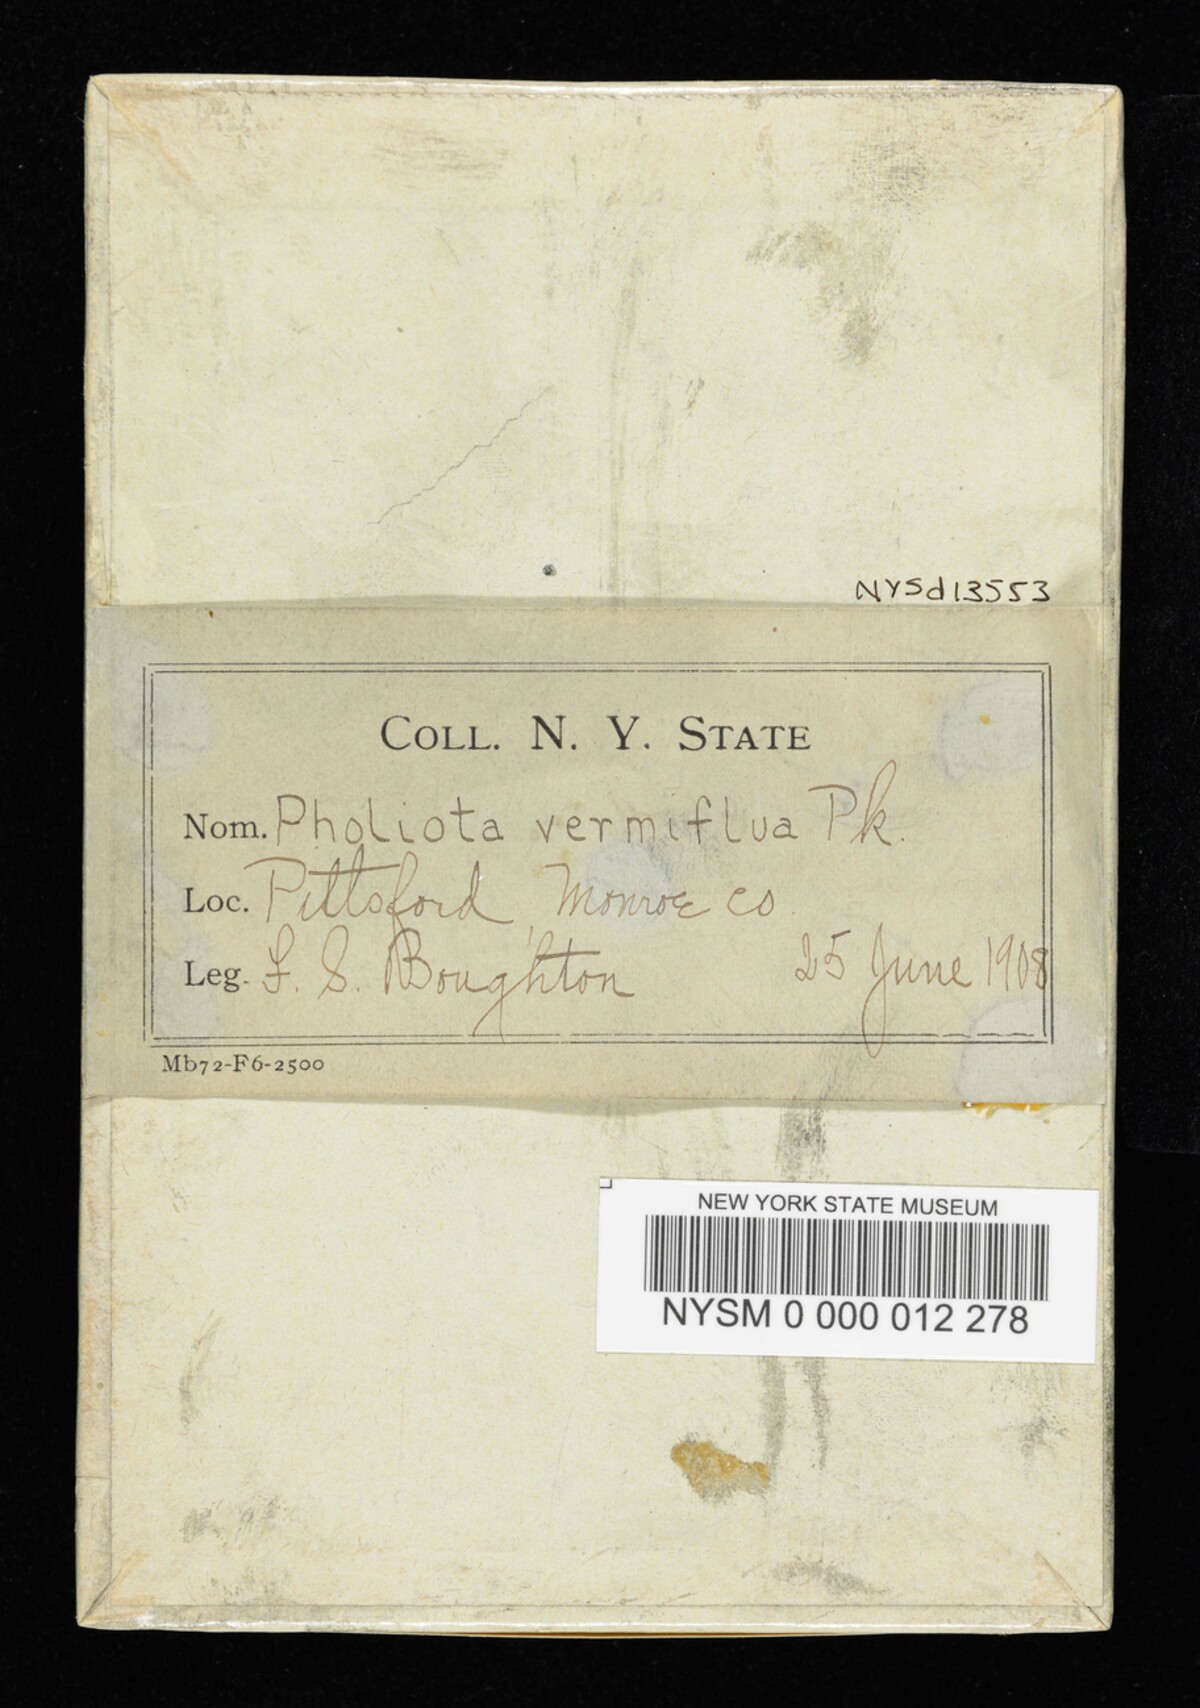 NYSd13553
COLL. N. Y. STATE
Nom. Pholiota vermiflua Pk.
Loc. Pittsford, Monroe co.
Leg. F. S. Boughton 25 June 1908
Mb72-F6-2500
NEW YORK STATE MUSEUM
NYSM 0 000 012 278